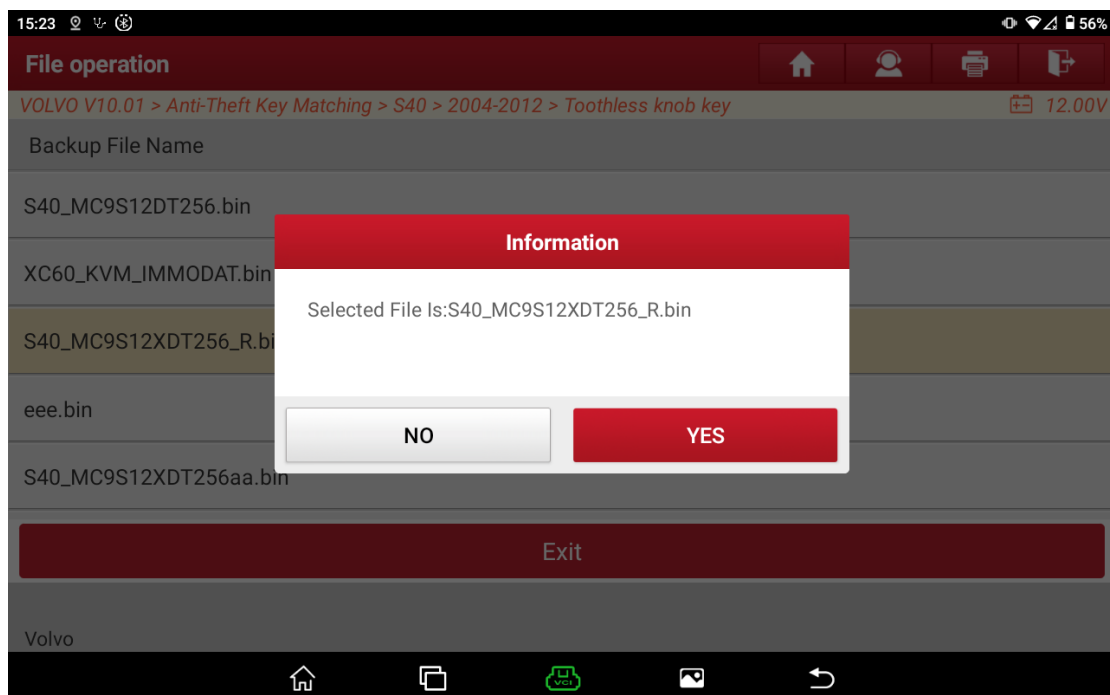 15:23
56%
File operation
VOLVO V10.01 > Anti-Theft Key Matching > S40 > 2004-2012 > Toothless knob key
12.00V
Backup File Name
S40_MC9S12DT256.bin
XC60_KVM_IMMODAT.bin
Information
Selected File Is:S40_MC9S12XDT256_R.bin
S40_MC9S12XDT256_R.bi
eee.bin
NO
YES
S40_MC9S12XDT256aa.bin
Exit
Volvo
VCI